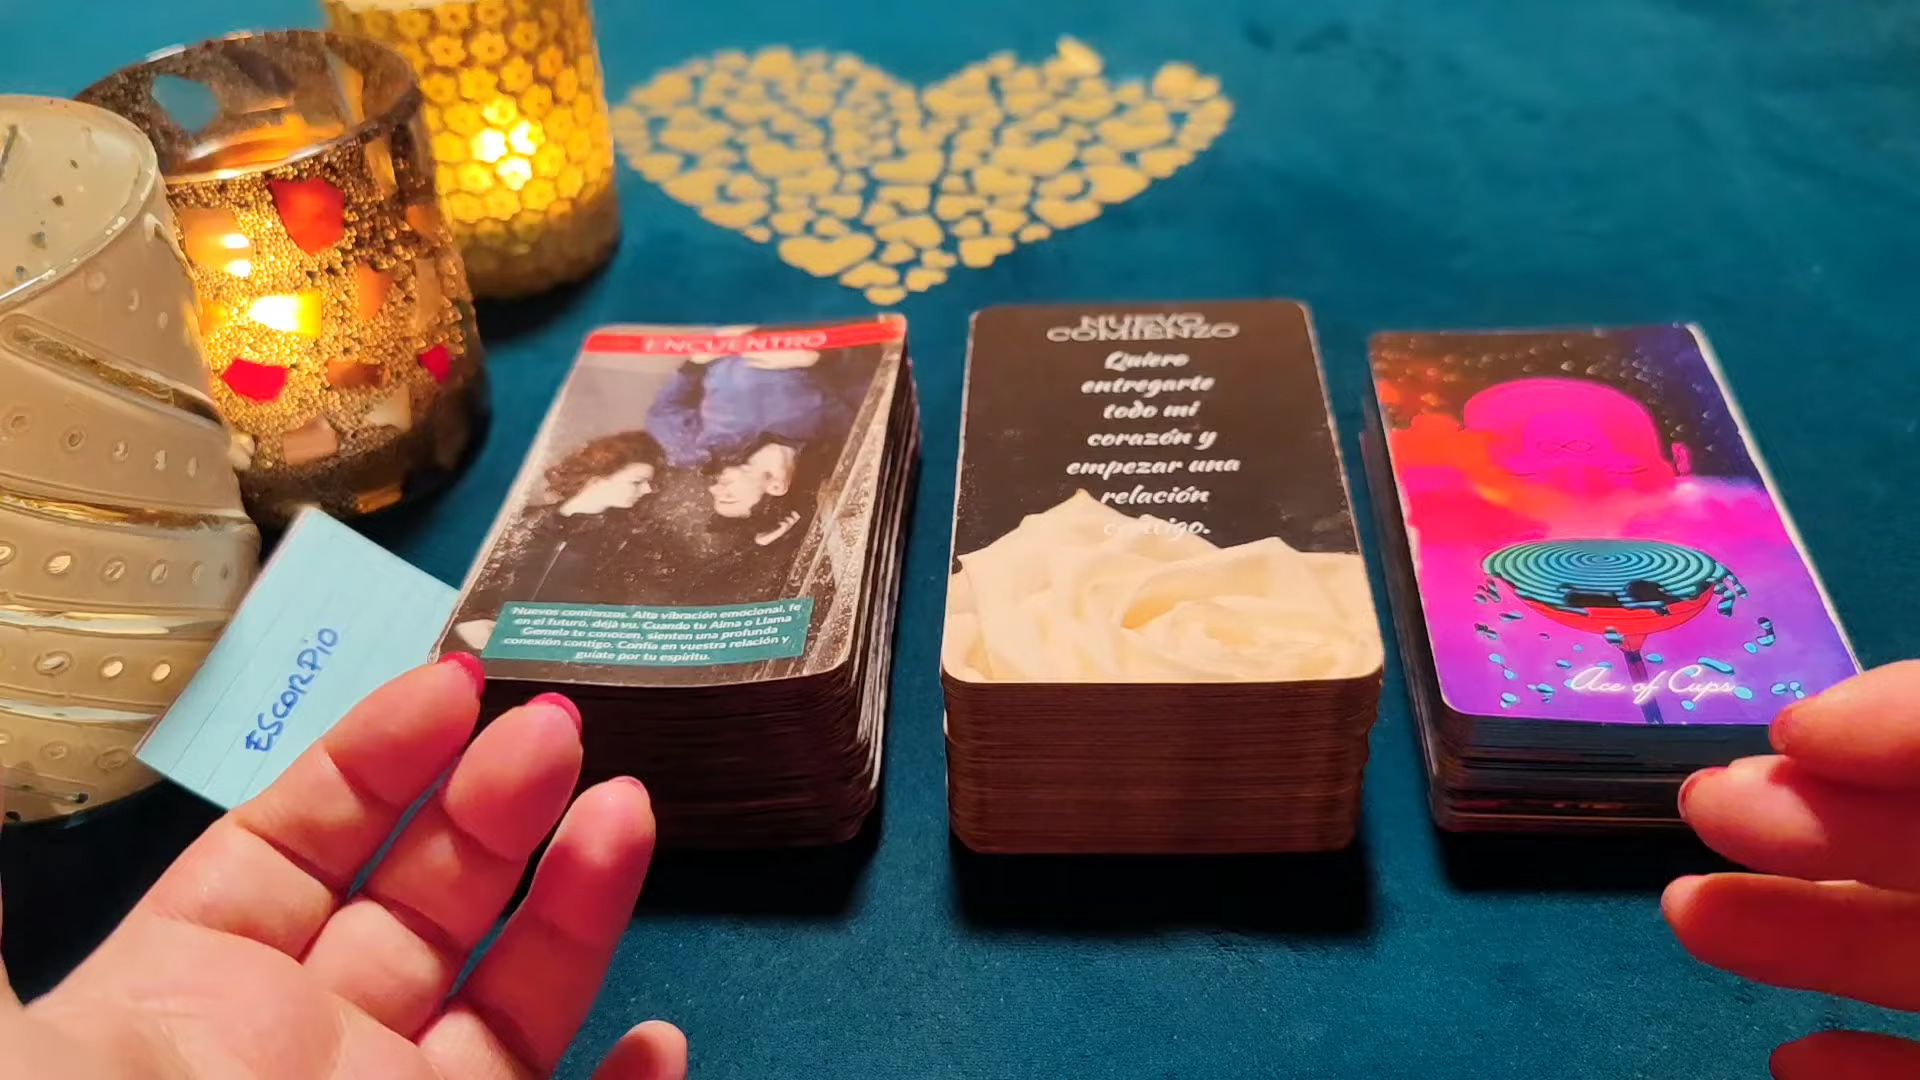 ENCUENTRO
Nuevos comienzos. Alta vibración emocional, fe
en el futuro, déjà vu. Cuando tu Alma o Llama
Gemela te conocen, sienten una profunda
conexión contigo. Confía en vuestra relación y
guíate por tu espíritu.
NUEVO
COMIENZO
Quiero
entregarte
todo mi
corazón y
empezar una
relación
contigo.
Ace of Cups
ESCORPIO